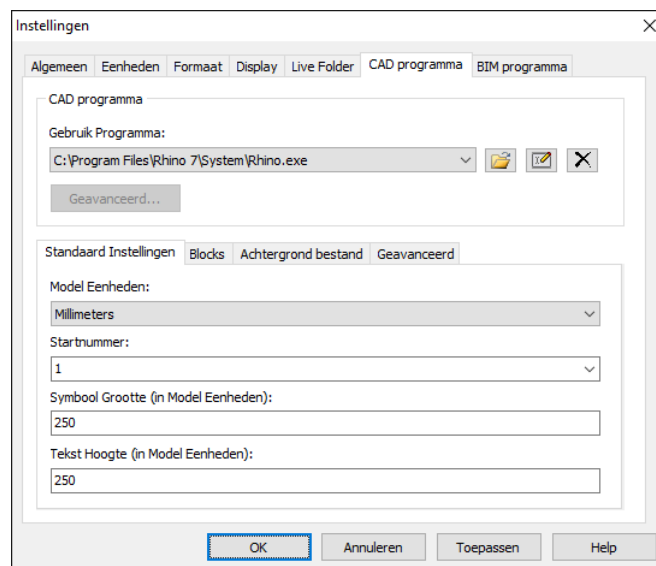 Instellingen
Algemeen Eenheden Formaat Display Live Folder CAD programma BIM programma
CAD programma
Gebruik Programma:
C:\Program Files\Rhino 7\System\Rhino.exe
Geavanceerd...
Standaard Instellingen Blocks Achtergrond bestand Geavanceerd
Model Eenheden:
Millimeters
Startnummer:
1
Symbool Grootte (in Model Eenheden):
250
Tekst Hoogte (in Model Eenheden):
250
OK Annuleren Toepassen Help